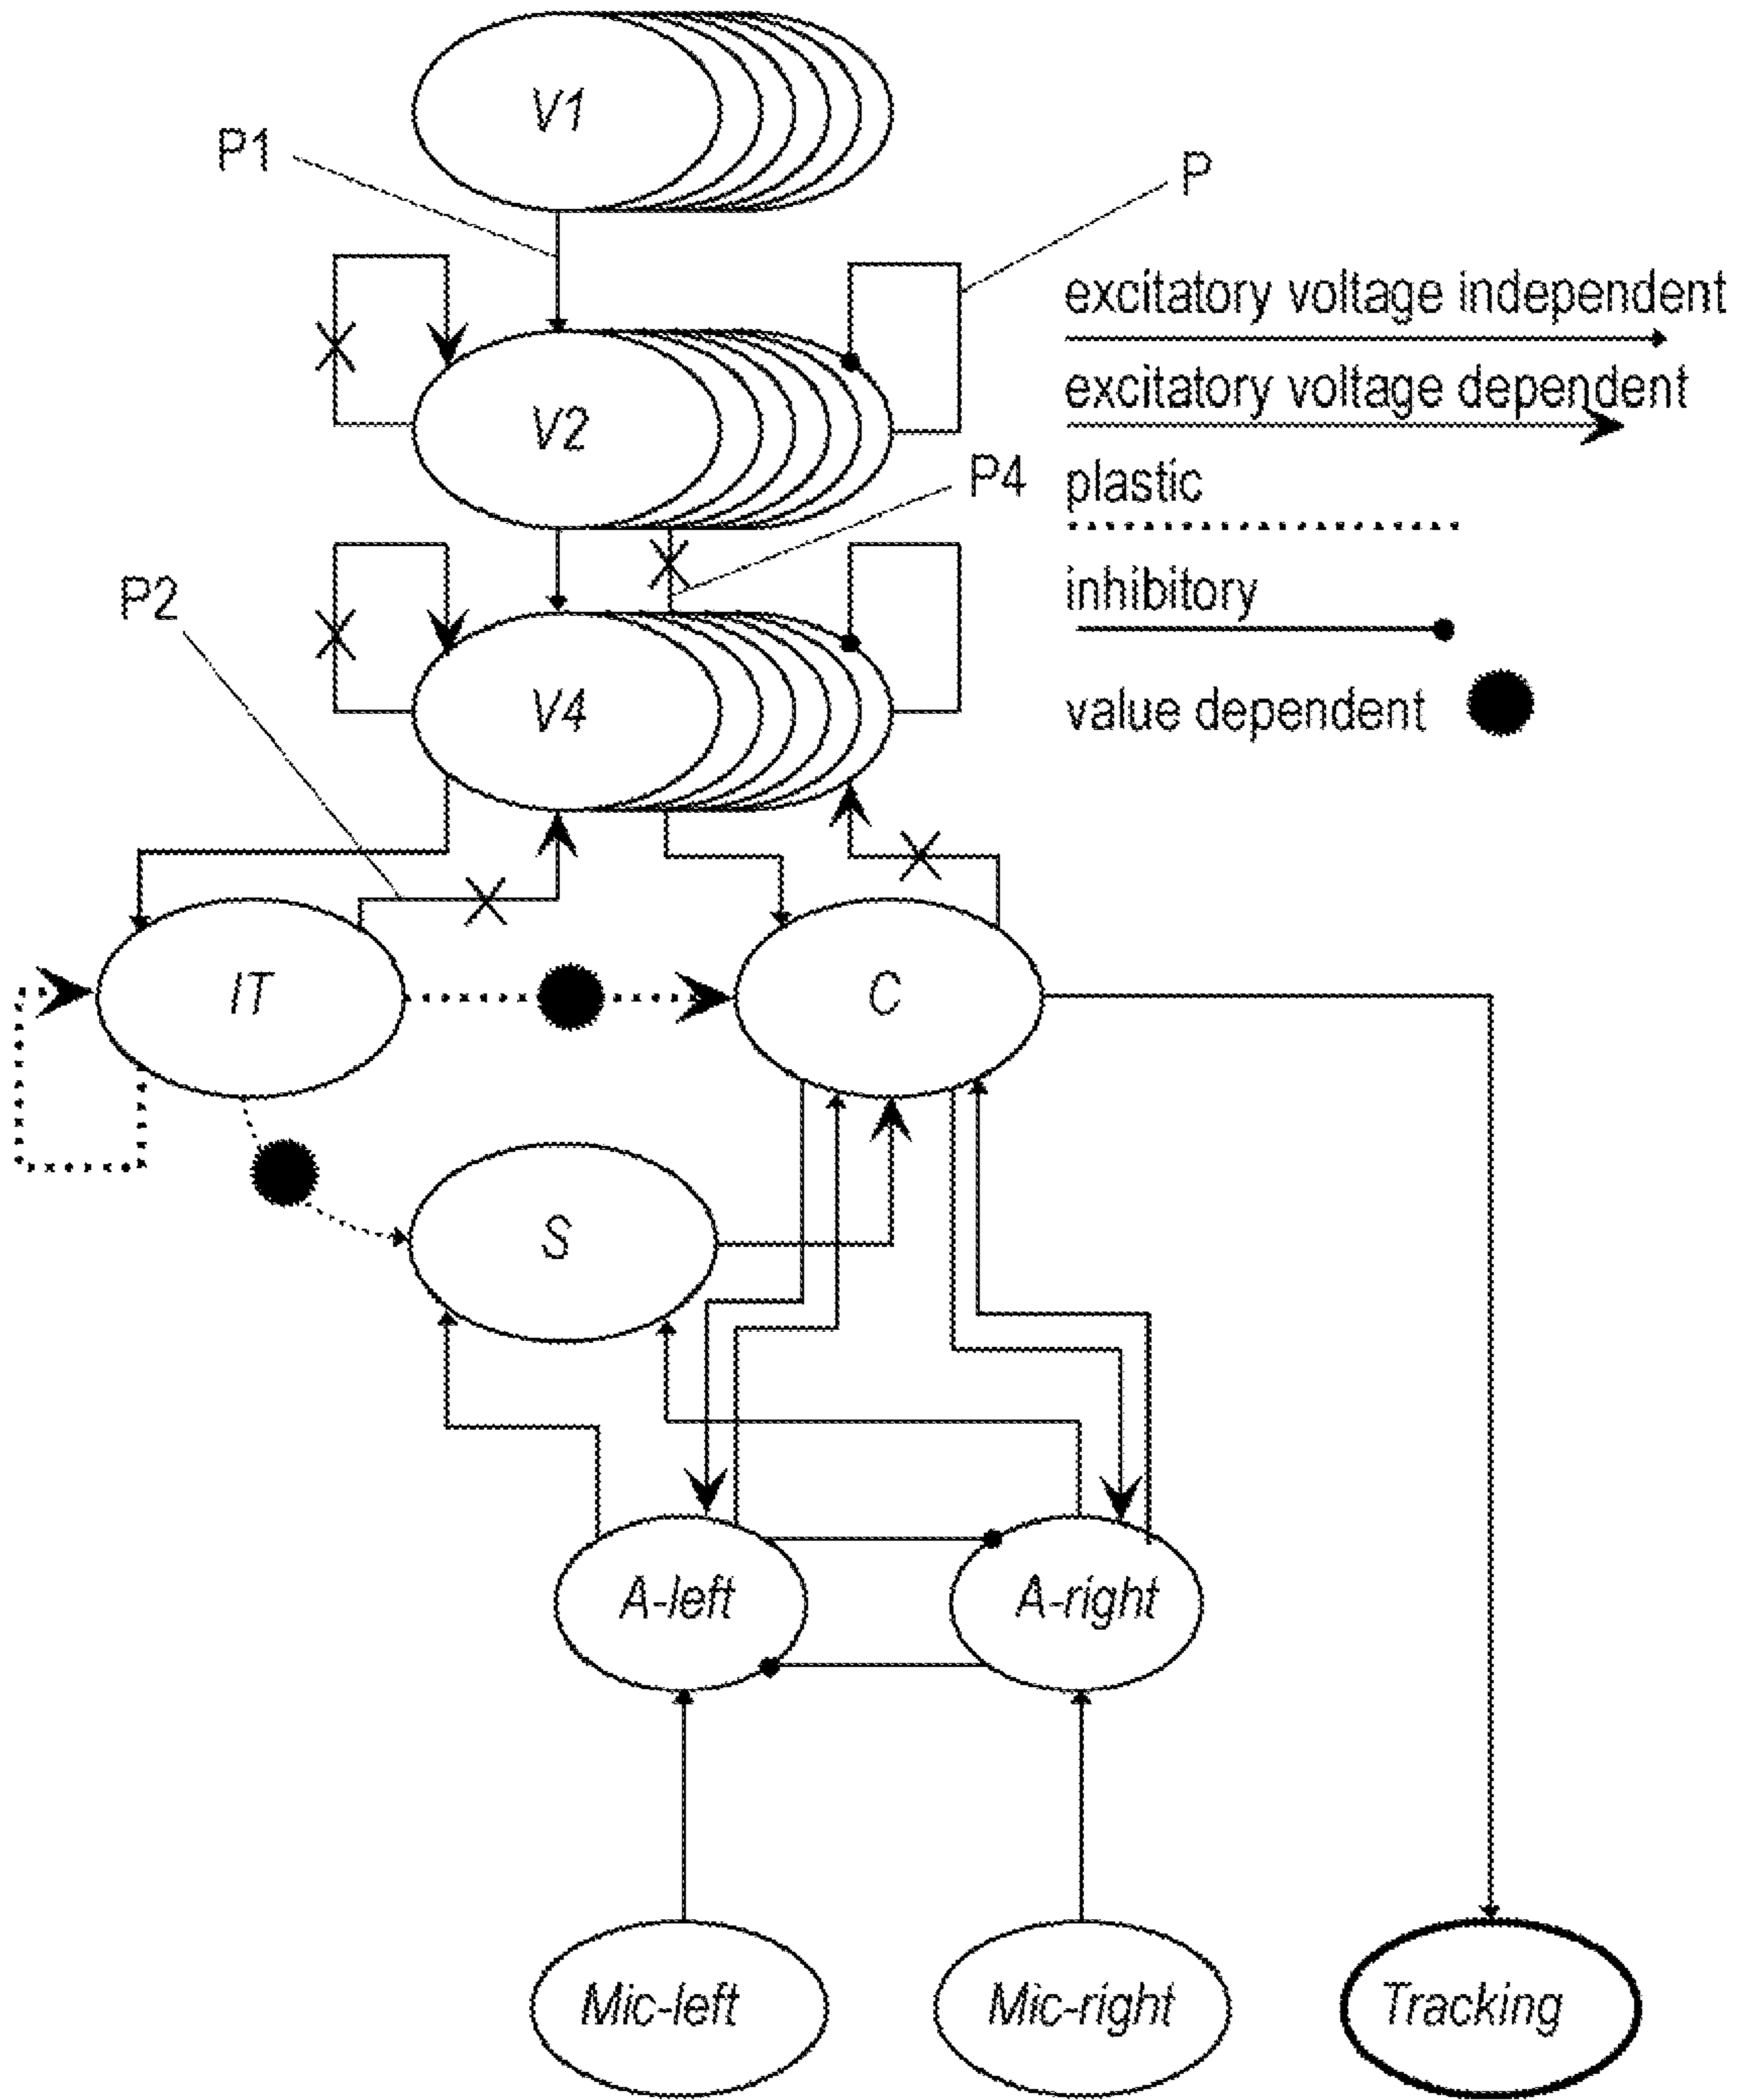 V1
P1
P
excitatory voltage independent
excitatory voltage dependent
V2
P4
plastic
P2
inhibitory
V4
value dependent
IT
C
S
A-left
A-right
Mic-left
Mic-right
Tracking